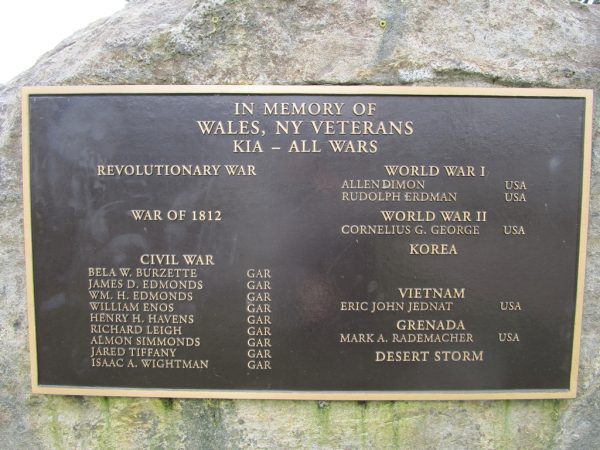 IN MEMORY OF
WALES, NY VETERANS
KIA – ALL WARS
REVOLUTIONARY WAR
WAR OF 1812
CIVIL WAR
BELA W. BURZETTE GAR
JAMES D. EDMONDS GAR
WM. H. EDMONDS GAR
WILLIAM ENOS GAR
HENRY H. HAVENS GAR
RICHARD LEIGH GAR
ALMON SIMMONDS GAR
JARED TIFFANY GAR
ISAAC A. WIGHTMAN GAR
WORLD WAR I
ALLEN DIMON USA
RUDOLPH ERDMAN USA
WORLD WAR II
CORNELIUS G. GEORGE USA
KOREA
VIETNAM
ERIC JOHN JEDNAT USA
GRENADA
MARK A. RADEMACHER USA
DESERT STORM